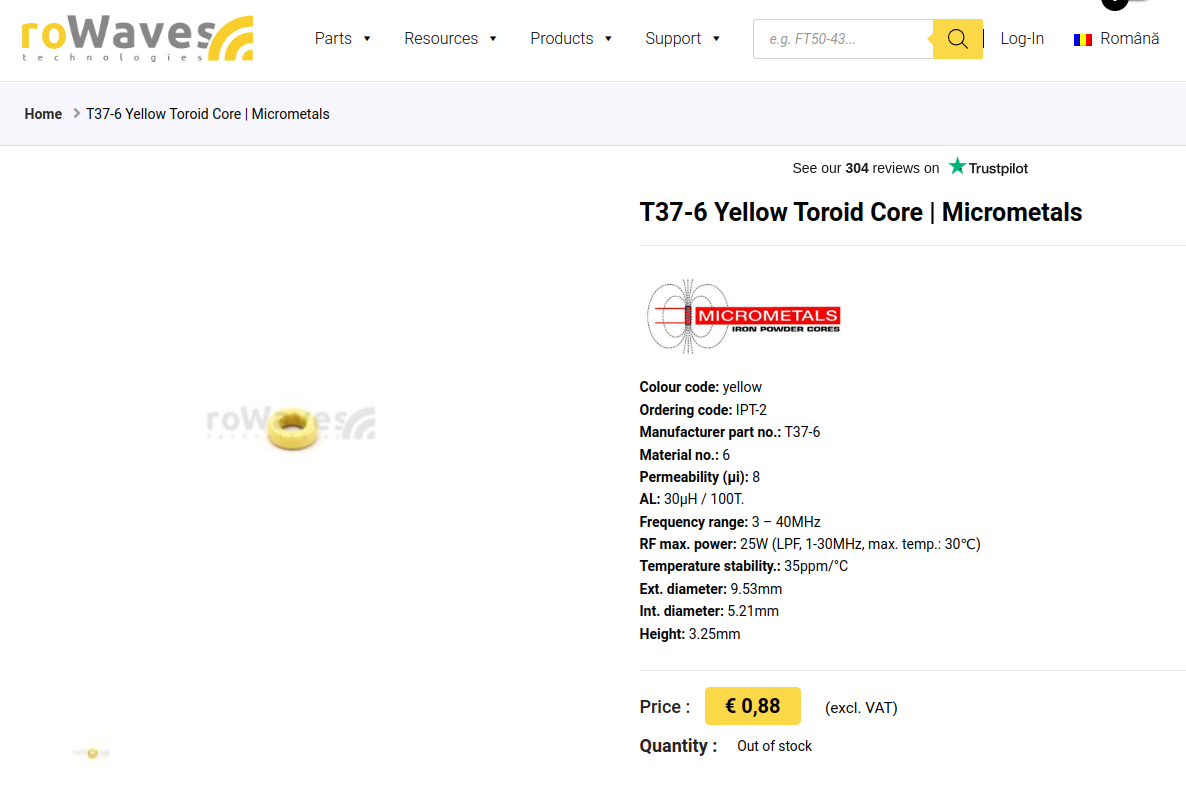 roWaves
technologies
Parts
Resources
Products
Support
e.g. FT50-43...
Log-In
Română
Home
T37-6 Yellow Toroid Core | Micrometals
See our 304 reviews on Trustpilot
T37-6 Yellow Toroid Core | Micrometals
MICROMETALS
IRON POWDER CORES
roWaves
Colour code: yellow
Ordering code: IPT-2
Manufacturer part no.: T37-6
Material no.: 6
Permeability (µi): 8
AL: 30µH / 100T.
Frequency range: 3 – 40MHz
RF max. power: 25W (LPF, 1-30MHz, max. temp.: 30℃)
Temperature stability.: 35ppm/°C
Ext. diameter: 9.53mm
Int. diameter: 5.21mm
Height: 3.25mm
Price : € 0,88 (excl. VAT)
Quantity : Out of stock